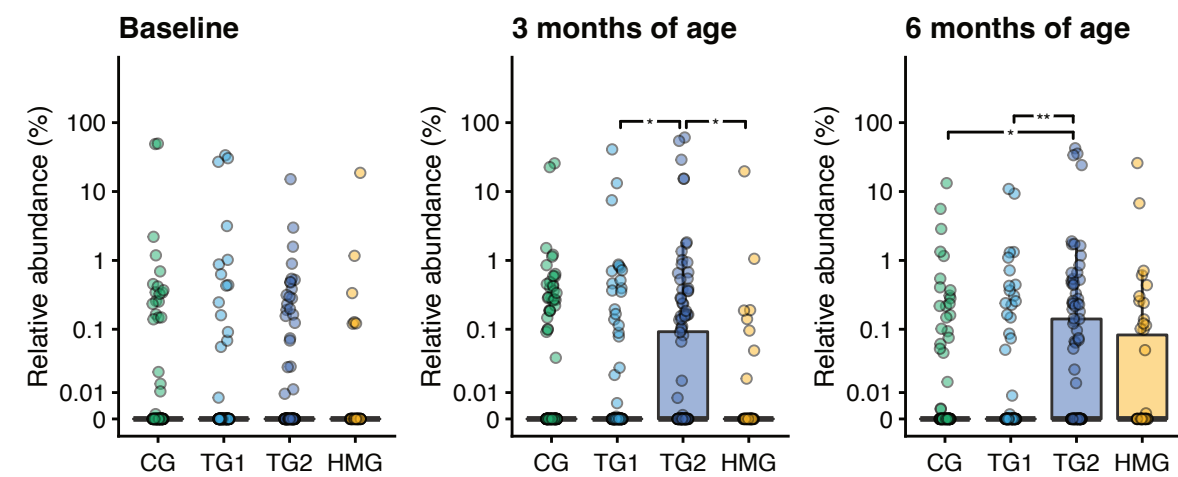 Baseline
Relative abundance (%)
100
10
1
0.1
0.01
0
CG TG1 TG2 HMG
3 months of age
* *
Relative abundance (%)
100
10
1
0.1
0.01
0
CG TG1 TG2 HMG
6 months of age
**
*
Relative abundance (%)
100
10
1
0.1
0.01
0
CG TG1 TG2 HMG